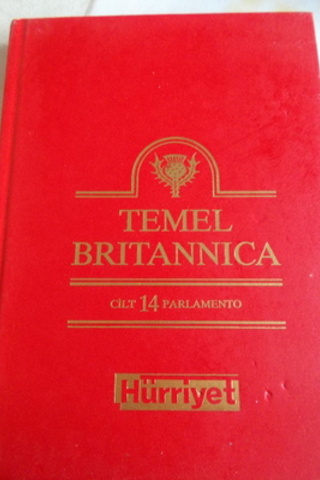 TEMEL
BRITANNICA
CİLT 14 PARLAMENTO
Hürriyet